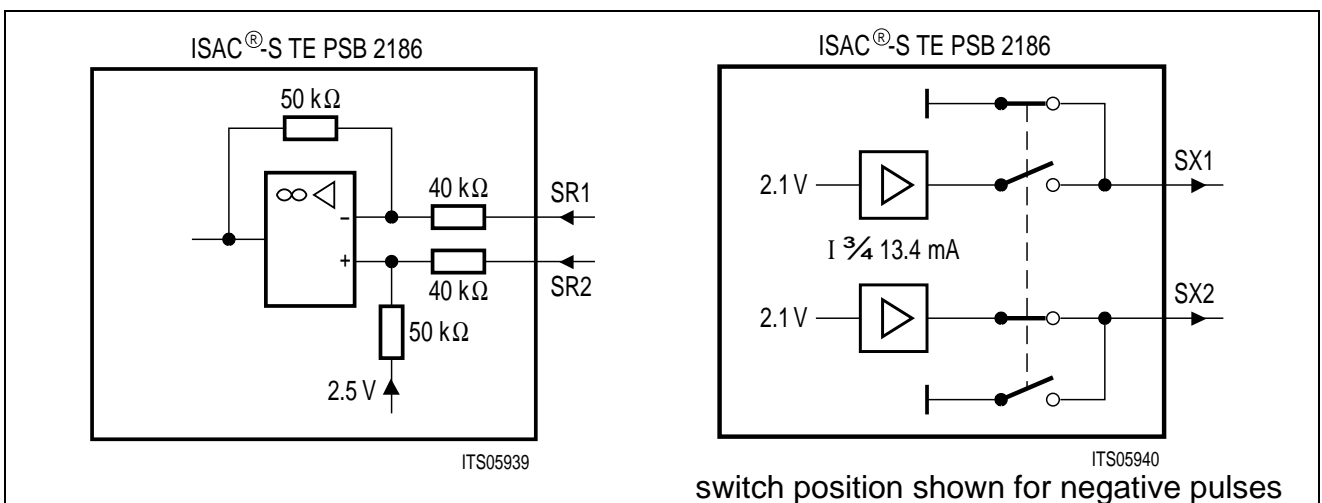 ISAC®-S TE PSB 2186
50 kΩ
∞
40 kΩ
SR1
–
+
40 kΩ
SR2
50 kΩ
2.5 V
ITS05939
ISAC®-S TE PSB 2186
SX1
2.1 V
I ¾ 13.4 mA
SX2
2.1 V
ITS05940
switch position shown for negative pulses